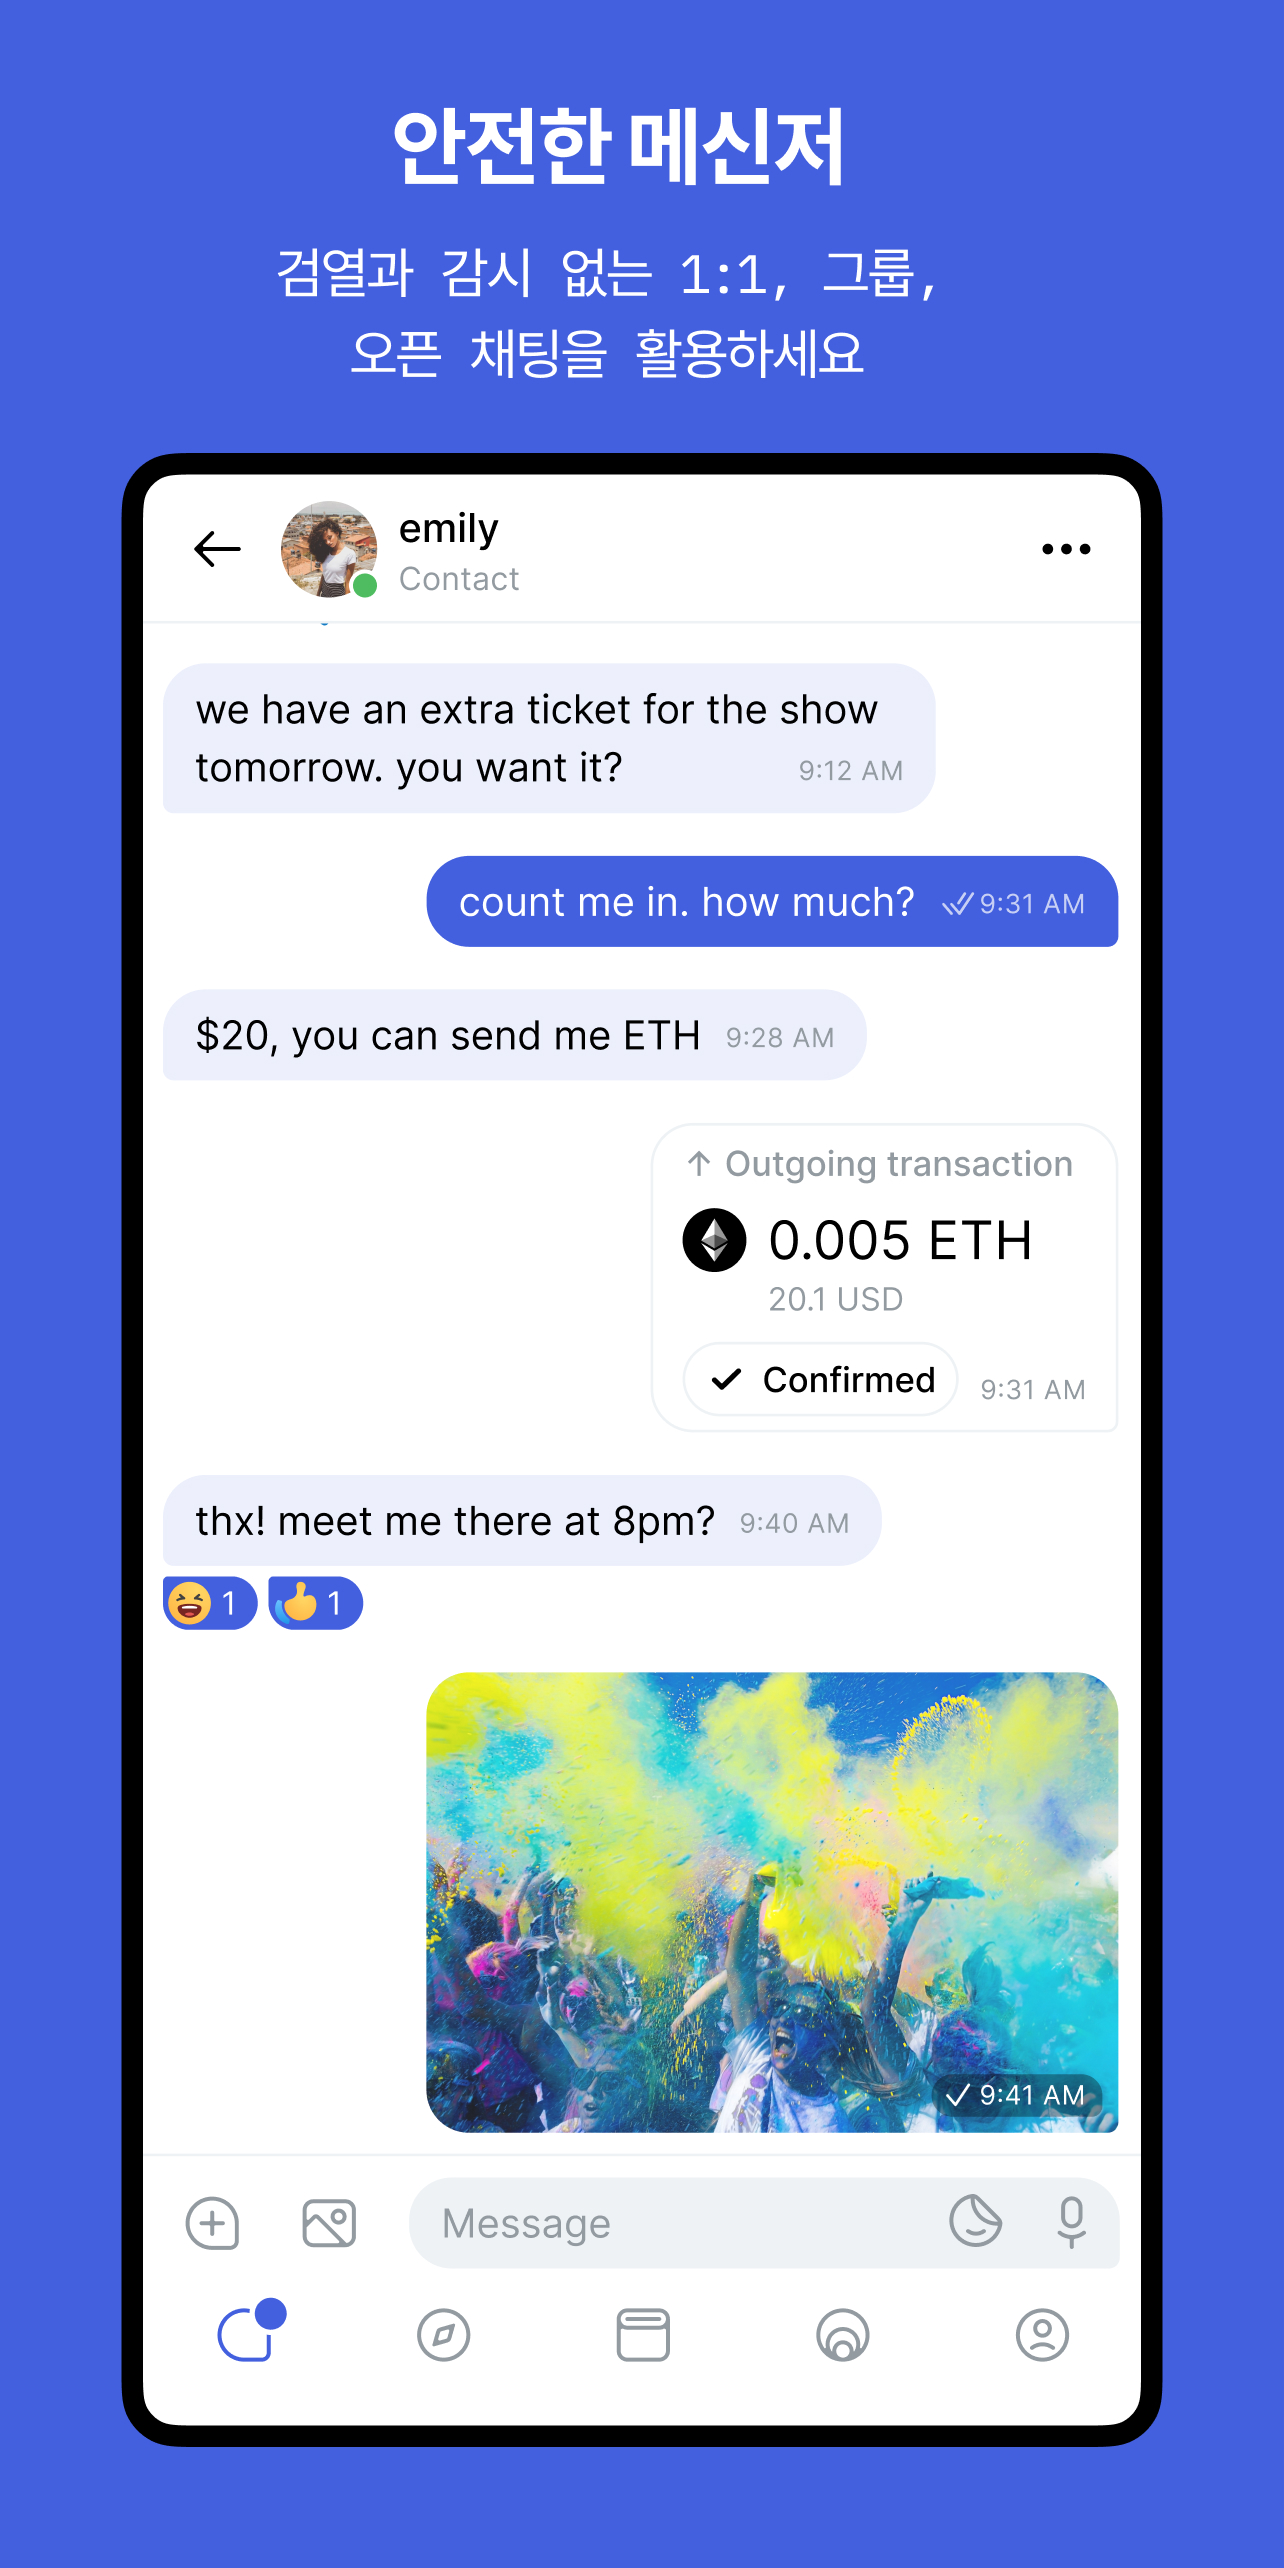 안전한 메신저
검열과 감시 없는 1:1, 그룹,
오픈 채팅을 활용하세요
emily
Contact
we have an extra ticket for the show
tomorrow. you want it?
9:12 AM
count me in. how much?
9:31 AM
$20, you can send me ETH
9:28 AM
Outgoing transaction
0.005 ETH
20.1 USD
Confirmed
9:31 AM
thx! meet me there at 8pm?
9:40 AM
1
1
9:41 AM
Message